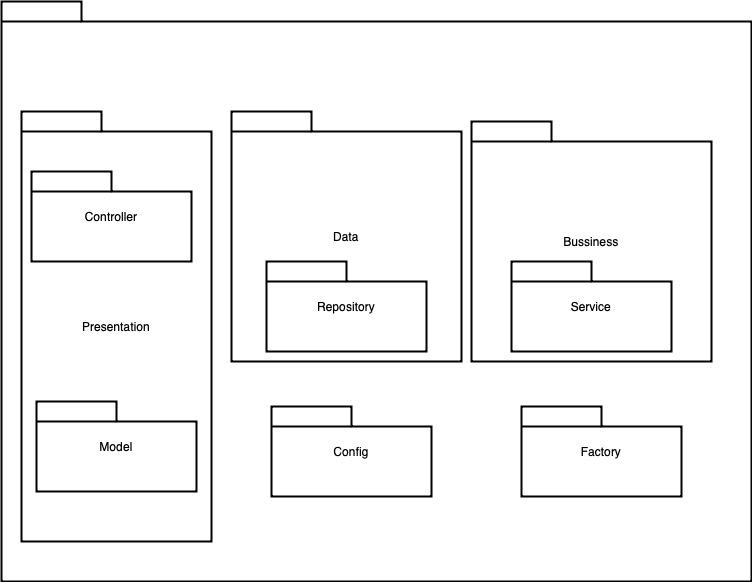 Controller
Presentation
Model
Data
Repository
Bussiness
Service
Config
Factory